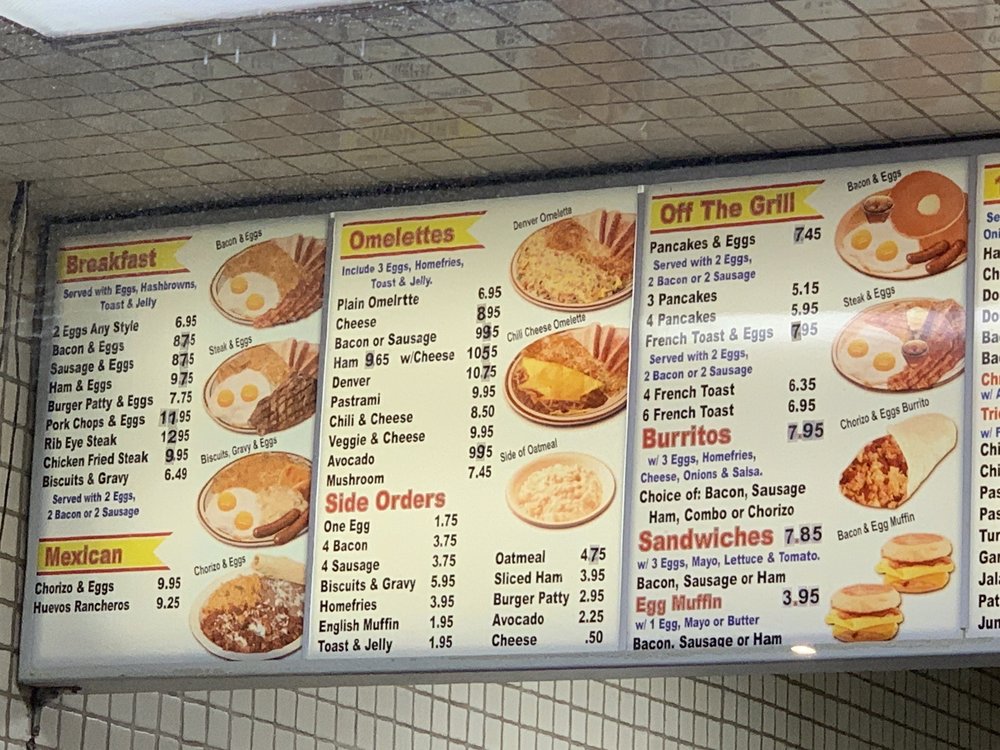 Breakfast
Served with Eggs, Hashbrowns,
Toast & Jelly
2 Eggs Any Style 6.95
Bacon & Eggs 875
Sausage & Eggs 875
Ham & Eggs 975
Burger Patty & Eggs 7.75
Pork Chops & Eggs 11.95
Rib Eye Steak 1295
Chicken Fried Steak 9.95
Biscuits & Gravy 6.49
Served with 2 Eggs,
2 Bacon or 2 Sausage
Mexican
Chorizo & Eggs 9.95
Huevos Rancheros 9.25
Bacon & Eggs
Steak & Eggs
Biscuits, Gravy & Eggs
Chorizo & Eggs
Omelettes
Include 3 Eggs, Homefries,
Toast & Jelly.
Plain Omelrtte 6.95
Cheese 895
Bacon or Sausage 995
Ham 965 w/Cheese 1055
Denver 10.75
Pastrami 9.95
Chili & Cheese 8.50
Veggie & Cheese 9.95
Avocado 995
Mushroom 7.45
Denver Omelette
Chili Cheese Omelette
Side of Oatmeal
Side Orders
One Egg 1.75
4 Bacon 3.75
4 Sausage 3.75
Biscuits & Gravy 5.95
Homefries 3.95
English Muffin 1.95
Toast & Jelly 1.95
Oatmeal 475
Sliced Ham 3.95
Burger Patty 2.95
Avocado 2.25
Cheese .50
Off The Grill
Pancakes & Eggs 745
Served with 2 Eggs,
2 Bacon or 2 Sausage
3 Pancakes 5.15
4 Pancakes 5.95
French Toast & Eggs 795
Served with 2 Eggs,
2 Bacon or 2 Sausage
4 French Toast 6.35
6 French Toast 6.95
Burritos 7.95
w/ 3 Eggs, Homefries,
Cheese, Onions & Salsa.
Choice of: Bacon, Sausage
Ham, Combo or Chorizo
Sandwiches 7.85
w/ 3 Eggs, Mayo, Lettuce & Tomato.
Bacon, Sausage or Ham
Egg Muffin 3.95
w/ 1 Egg, Mayo or Butter
Bacon, Sausage or Ham
Bacon & Eggs
Steak & Eggs
Chorizo & Eggs Burrito
Bacon & Egg Muffin